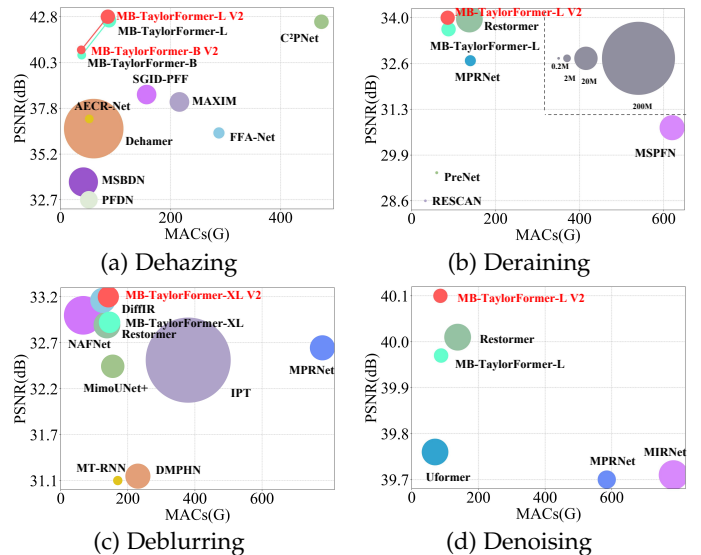 42.8
40.3
37.8
35.2
32.7
PSNR(dB)
MB-TaylorFormer-L V2
MB-TaylorFormer-L
C²PNet
MB-TaylorFormer-B V2
MB-TaylorFormer-B
SGID-PFF
AECR-Net
MAXIM
Dehamer
FFA-Net
MSBDN
PFDN
0
200
400
MACs(G)
(a) Dehazing
34.0
32.6
31.3
29.9
28.6
PSNR(dB)
MB-TaylorFormer-L V2
Restormer
MB-TaylorFormer-L
MPRNet
0.2M
2M
20M
200M
MSPFN
PreNet
RESCAN
0
200
400
600
MACs(G)
(b) Deraining
33.2
32.7
32.2
31.7
31.1
PSNR(dB)
MB-TaylorFormer-XL V2
DiffIR
MB-TaylorFormer-XL
Restormer
NAFNet
MPRNet
MimoUNet+
IPT
MT-RNN
DMPHN
0
200
400
600
MACs(G)
(c) Deblurring
40.1
40.0
39.9
39.8
39.7
PSNR(dB)
MB-TaylorFormer-L V2
Restormer
MB-TaylorFormer-L
Uformer
MPRNet
MIRNet
0
200
400
600
MACs(G)
(d) Denoising